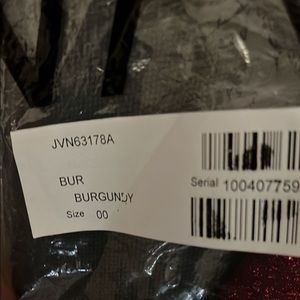 JVN63178A
BUR
BURGUNDY
Size 00
Serial 100407759